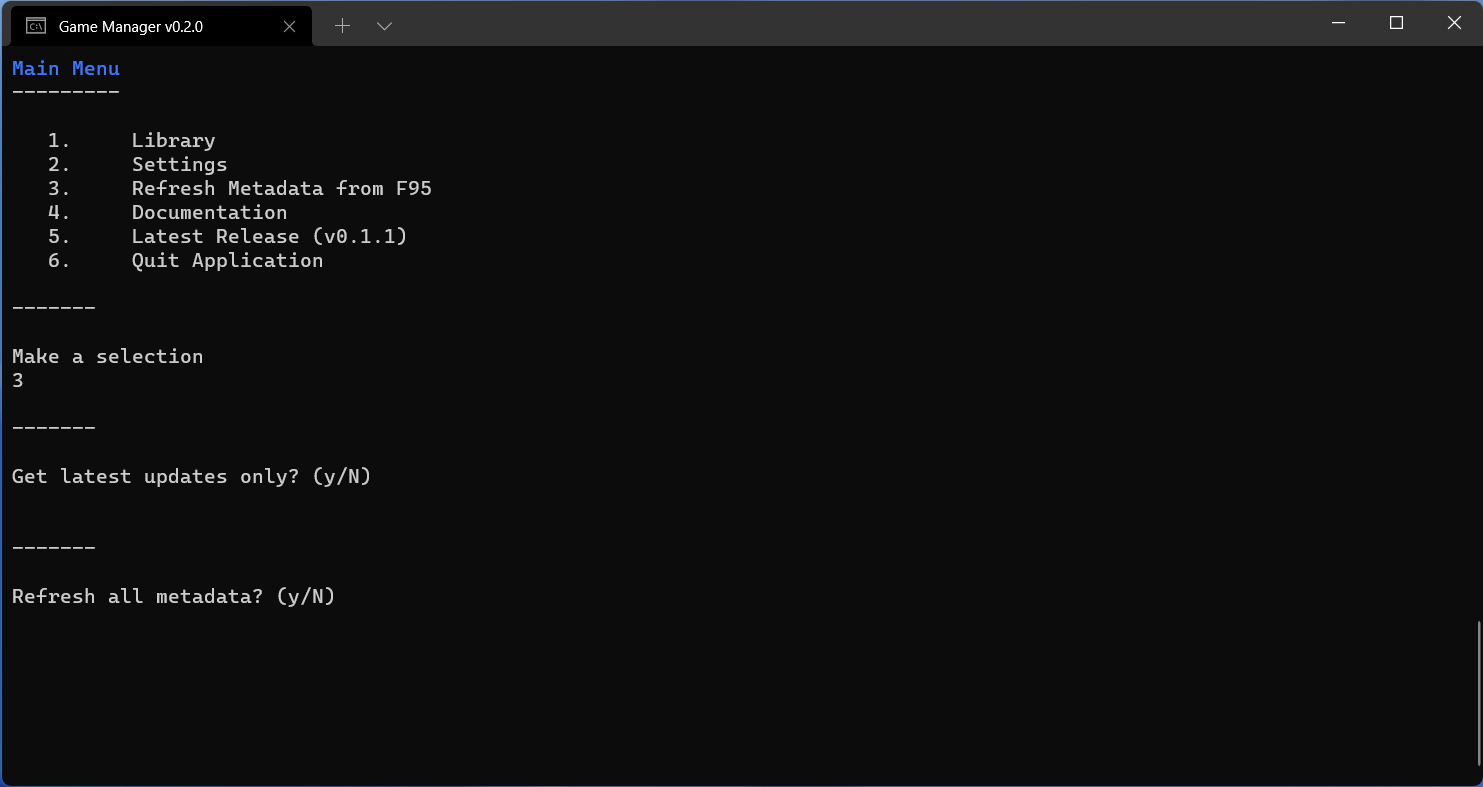 Game Manager v0.2.0
Main Menu
---------
1. Library
2. Settings
3. Refresh Metadata from F95
4. Documentation
5. Latest Release (v0.1.1)
6. Quit Application
-------
Make a selection
3
-------
Get latest updates only? (y/N)
-------
Refresh all metadata? (y/N)